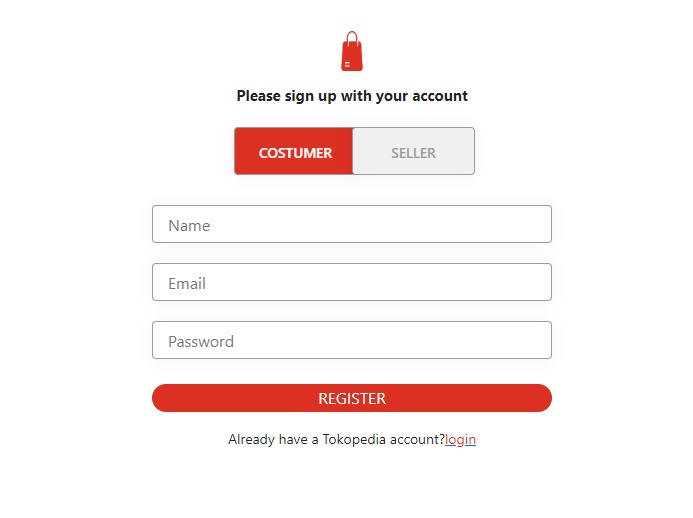 Please sign up with your account
COSTUMER SELLER
Name
Email
Password
REGISTER
Already have a Tokopedia account?login